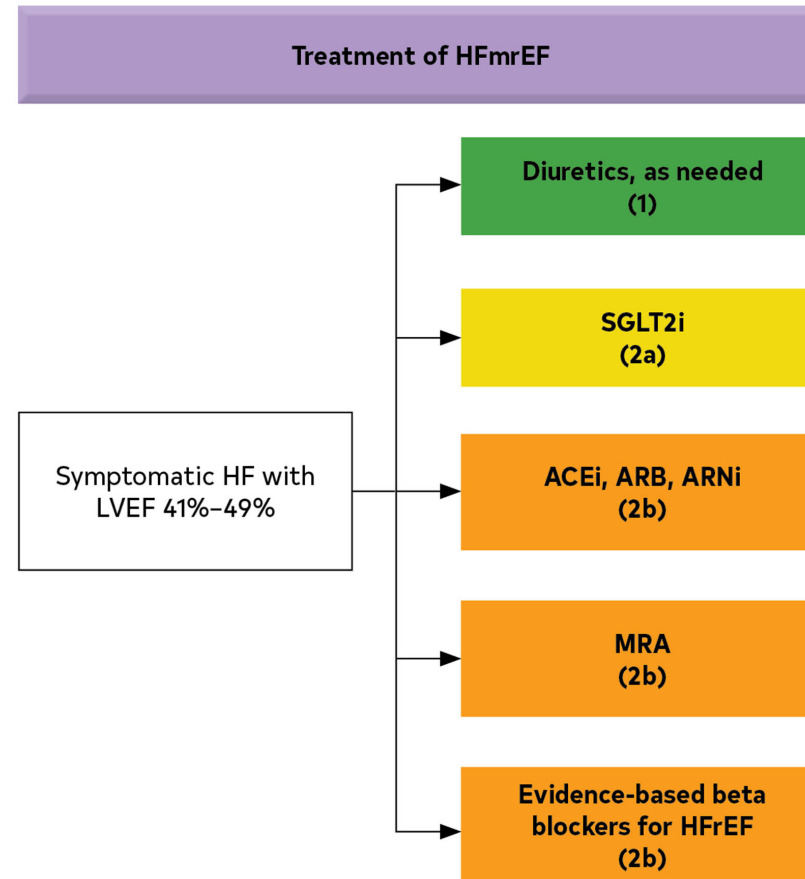 Treatment of HFmrEF
Diuretics, as needed
(1)
SGLT2i
(2a)
Symptomatic HF with
LVEF 41%–49%
ACEi, ARB, ARNi
(2b)
MRA
(2b)
Evidence-based beta
blockers for HFrEF
(2b)